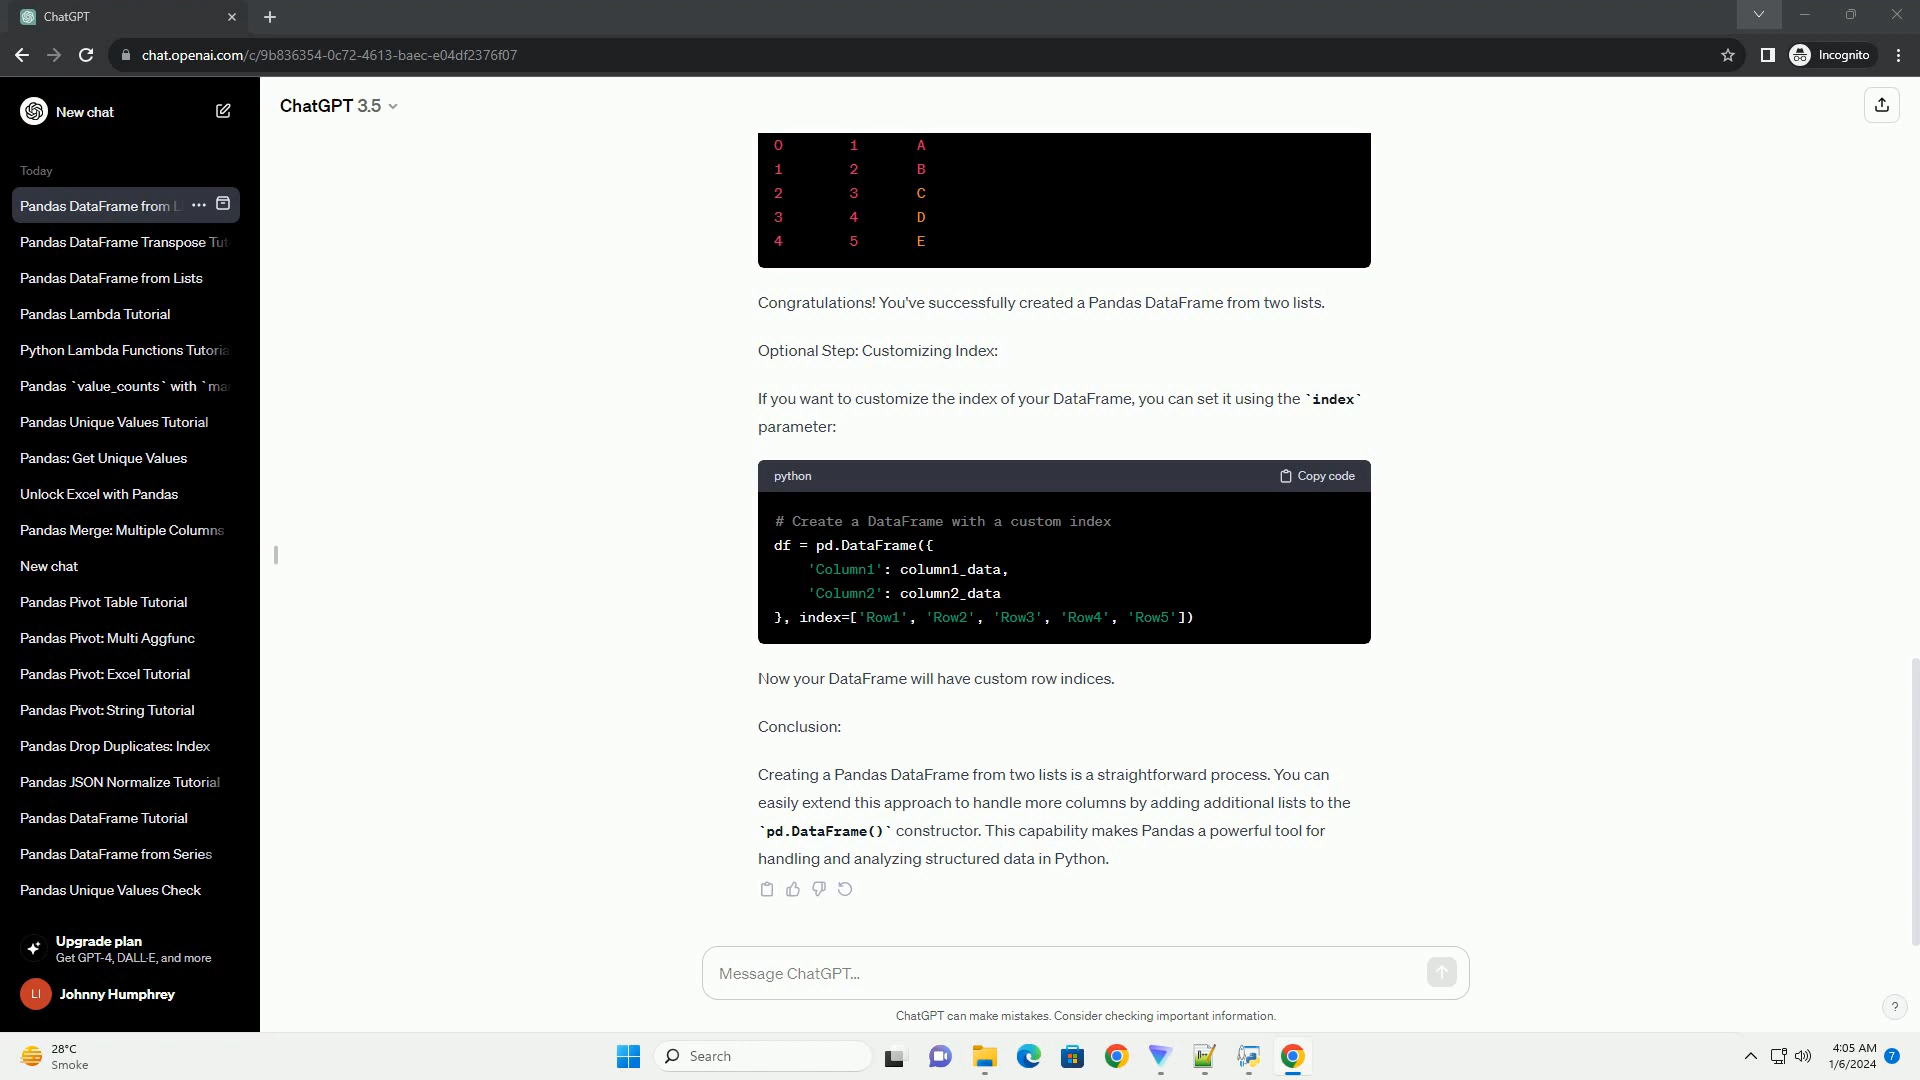 ChatGPT
chat.openai.com/c/9b836354-0c72-4613-baec-e04df2376f07
Incognito
New chat
Today
Pandas DataFrame from L
Pandas DataFrame Transpose Tut
Pandas DataFrame from Lists
Pandas Lambda Tutorial
Python Lambda Functions Tutoria
Pandas `value_counts` with `ma
Pandas Unique Values Tutorial
Pandas: Get Unique Values
Unlock Excel with Pandas
Pandas Merge: Multiple Columns
New chat
Pandas Pivot Table Tutorial
Pandas Pivot: Multi Aggfunc
Pandas Pivot: Excel Tutorial
Pandas Pivot: String Tutorial
Pandas Drop Duplicates: Index
Pandas JSON Normalize Tutorial
Pandas DataFrame Tutorial
Pandas DataFrame from Series
Pandas Unique Values Check
Upgrade plan
Get GPT-4, DALL·E, and more
LI
Johnny Humphrey
ChatGPT 3.5
0 1 A
1 2 B
2 3 C
3 4 D
4 5 E
Congratulations! You've successfully created a Pandas DataFrame from two lists.
Optional Step: Customizing Index:
If you want to customize the index of your DataFrame, you can set it using the `index`
parameter:
python
Copy code
# Create a DataFrame with a custom index
df = pd.DataFrame({
'Column1': column1_data,
'Column2': column2_data
}, index=['Row1', 'Row2', 'Row3', 'Row4', 'Row5'])
Now your DataFrame will have custom row indices.
Conclusion:
Creating a Pandas DataFrame from two lists is a straightforward process. You can
easily extend this approach to handle more columns by adding additional lists to the
`pd.DataFrame()` constructor. This capability makes Pandas a powerful tool for
handling and analyzing structured data in Python.
Message ChatGPT...
ChatGPT can make mistakes. Consider checking important information.
?
28°C
Smoke
Search
4:05 AM
1/6/2024
7